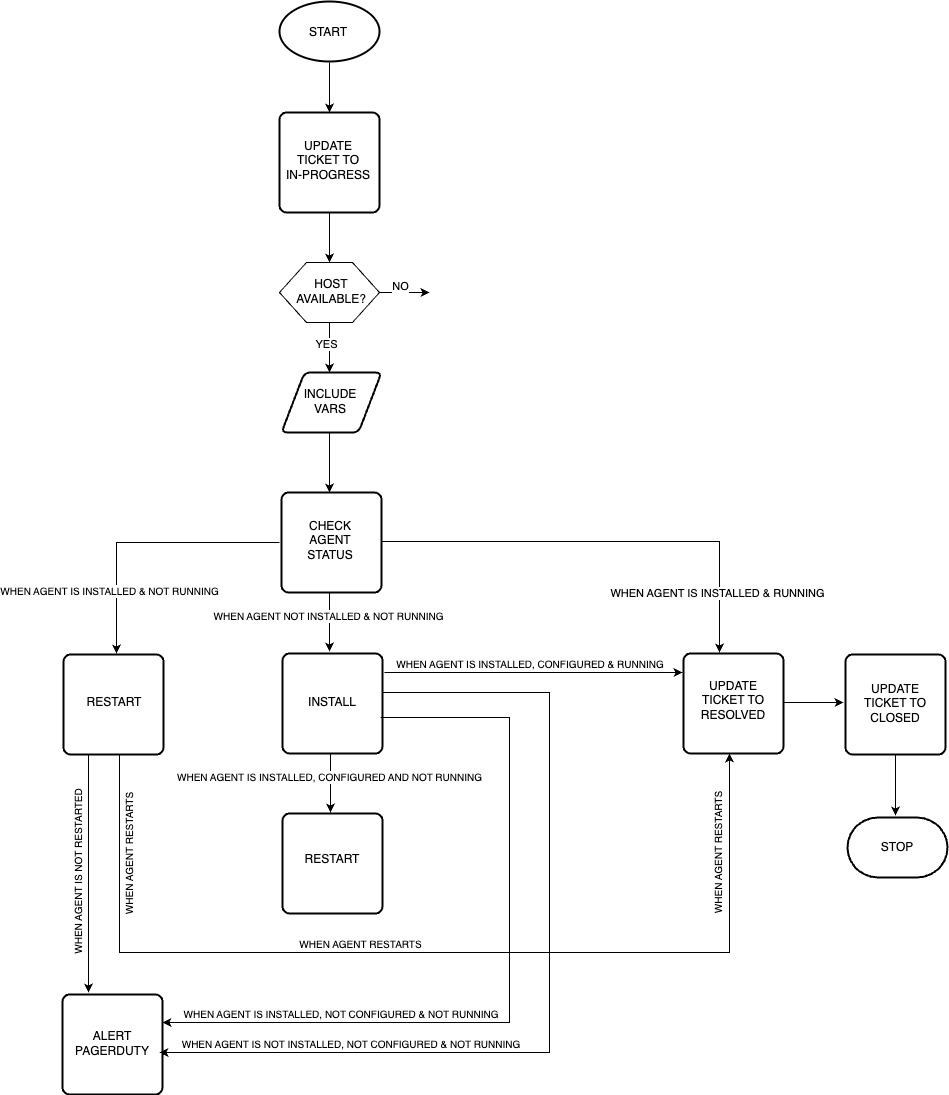 START
UPDATE
TICKET TO
IN-PROGRESS
HOST
AVAILABLE?
NO
YES
INCLUDE
VARS
CHECK
AGENT
STATUS
WHEN AGENT IS INSTALLED & NOT RUNNING
WHEN AGENT NOT INSTALLED & NOT RUNNING
WHEN AGENT IS INSTALLED & RUNNING
RESTART
INSTALL
WHEN AGENT IS INSTALLED, CONFIGURED & RUNNING
UPDATE
TICKET TO
RESOLVED
UPDATE
TICKET TO
CLOSED
WHEN AGENT IS INSTALLED, CONFIGURED AND NOT RUNNING
WHEN AGENT IS NOT RESTARTED
WHEN AGENT RESTARTS
RESTART
WHEN AGENT RESTARTS
STOP
WHEN AGENT RESTARTS
WHEN AGENT IS INSTALLED, NOT CONFIGURED & NOT RUNNING
ALERT
PAGERDUTY
WHEN AGENT IS NOT INSTALLED, NOT CONFIGURED & NOT RUNNING